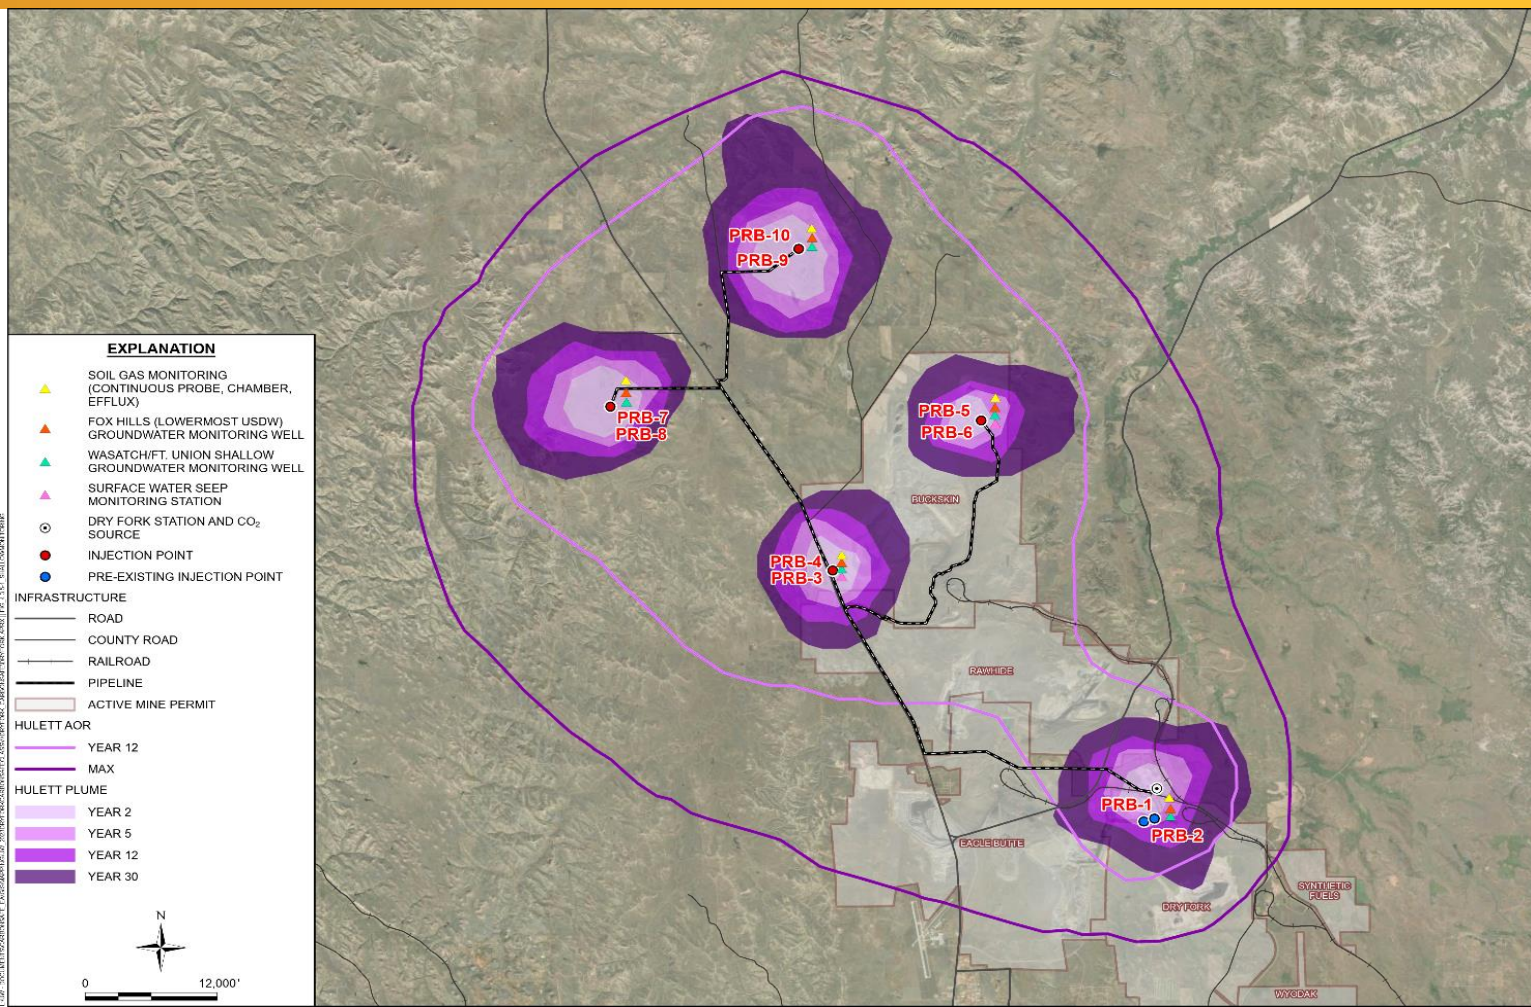 PRB-10
PRB-9
PRB-7
PRB-8
PRB-5
PRB-6
BUCKSKIN
PRB-4
PRB-3
RAWHIDE
PRB-1
PRB-2
EAGLE BUTTE
DRY FORK
SYNTHETIC
FUELS
WYODAK
EXPLANATION
SOIL GAS MONITORING
(CONTINUOUS PROBE, CHAMBER,
EFFLUX)
FOX HILLS (LOWERMOST USDW)
GROUNDWATER MONITORING WELL
WASATCH/FT. UNION SHALLOW
GROUNDWATER MONITORING WELL
SURFACE WATER SEEP
MONITORING STATION
DRY FORK STATION AND CO₂
SOURCE
INJECTION POINT
PRE-EXISTING INJECTION POINT
INFRASTRUCTURE
ROAD
COUNTY ROAD
RAILROAD
PIPELINE
ACTIVE MINE PERMIT
HULETT AOR
YEAR 12
MAX
HULETT PLUME
YEAR 2
YEAR 5
YEAR 12
YEAR 30
N
0 12,000'